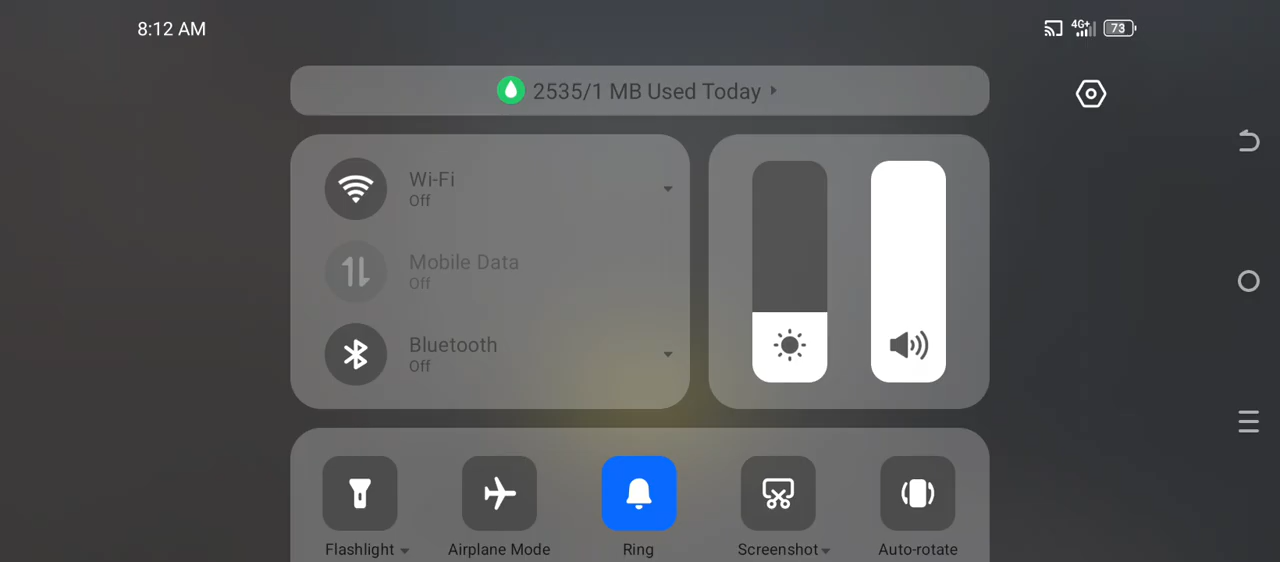 8:12 AM
4G+ 73
2535/1 MB Used Today
Wi-Fi
Off
Mobile Data
Off
Bluetooth
Off
Flashlight Airplane Mode Ring Screenshot Auto-rotate